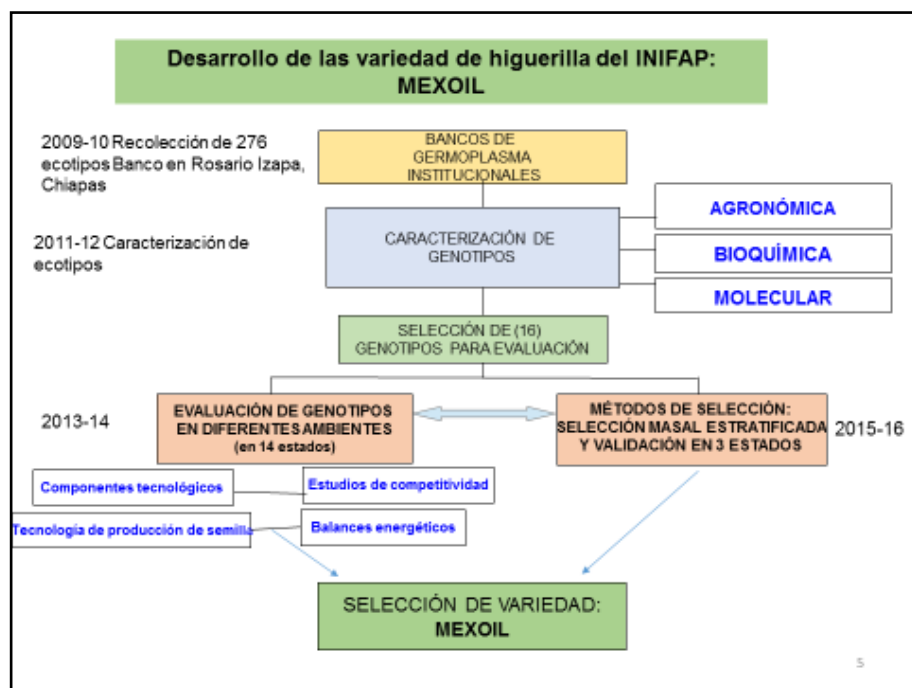 Desarrollo de las variedad de higuerilla del INIFAP:
MEXOIL
2009-10 Recolección de 276
ecotipos Banco en Rosario Izapa,
Chiapas
BANCOS DE
GERMOPLASMA
INSTITUCIONALES
2011-12 Caracterización de
ecotipos
CARACTERIZACIÓN DE
GENOTIPOS
AGRONÓMICA
BIOQUÍMICA
MOLECULAR
SELECCIÓN DE (16)
GENOTIPOS PARA EVALUACIÓN
2013-14
EVALUACIÓN DE GENOTIPOS
EN DIFERENTES AMBIENTES
(en 14 estados)
MÉTODOS DE SELECCIÓN:
SELECCIÓN MASAL ESTRATIFICADA
Y VALIDACIÓN EN 3 ESTADOS
2015-16
Componentes tecnológicos
Estudios de competitividad
Tecnología de producción de semilla
Balances energéticos
SELECCIÓN DE VARIEDAD:
MEXOIL
5